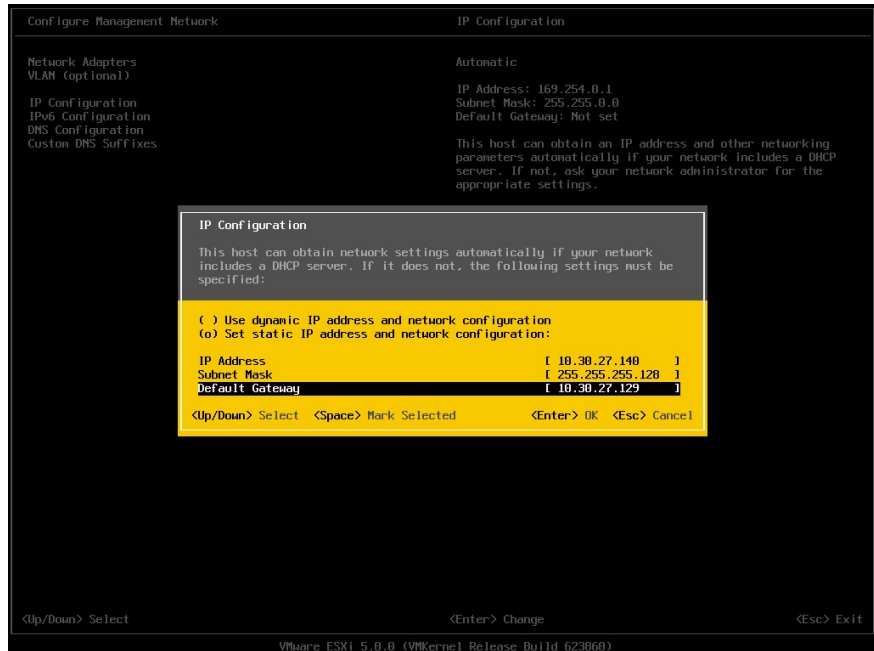 Configure Management Network
IP Configuration
Network Adapters
VLAN (optional)
IP Configuration
IPv6 Configuration
DNS Configuration
Custom DNS Suffixes
Automatic
IP Address: 169.254.0.1
Subnet Mask: 255.255.0.0
Default Gateway: Not set
This host can obtain an IP address and other networking
parameters automatically if your network includes a DHCP
server. If not, ask your network administrator for the
appropriate settings.
IP Configuration
This host can obtain network settings automatically if your network
includes a DHCP server. If it does not, the following settings must be
specified:
( ) Use dynamic IP address and network configuration
(o) Set static IP address and network configuration:
IP Address [ 10.30.27.140 ]
Subnet Mask [ 255.255.255.128 ]
Default Gateway [ 10.30.27.129 ]
<Up/Down> Select <Space> Mark Selected <Enter> OK <Esc> Cancel
<Up/Down> Select <Enter> Change <Esc> Exit
VMware ESXi 5.0.0 (VMKernel Release Build 623860)